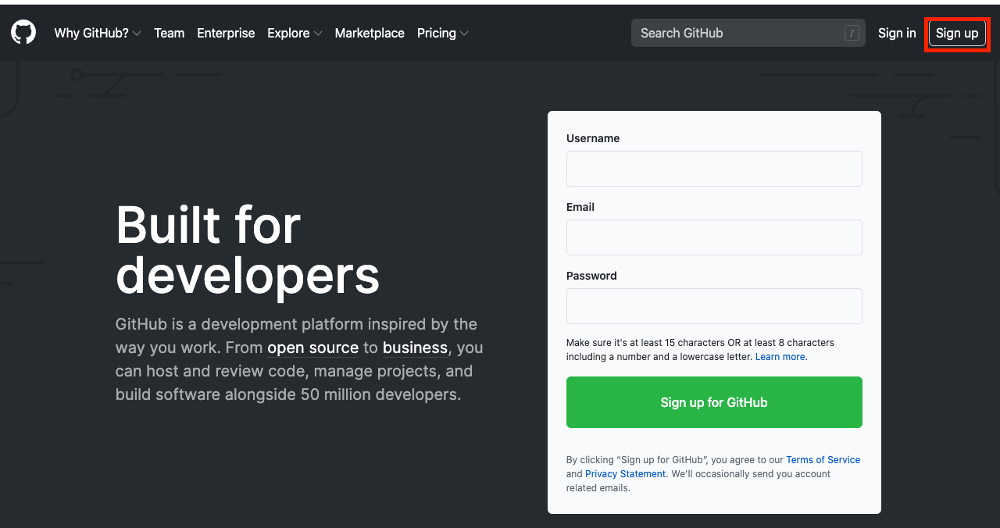 Why GitHub? Team Enterprise Explore Marketplace Pricing Search GitHub / Sign in Sign up
Username
Email
Password
Built for
developers
GitHub is a development platform inspired by the
way you work. From open source to business, you
can host and review code, manage projects, and
build software alongside 50 million developers.
Make sure it's at least 15 characters OR at least 8 characters
including a number and a lowercase letter. Learn more.
Sign up for GitHub
By clicking “Sign up for GitHub”, you agree to our Terms of Service
and Privacy Statement. We’ll occasionally send you account
related emails.